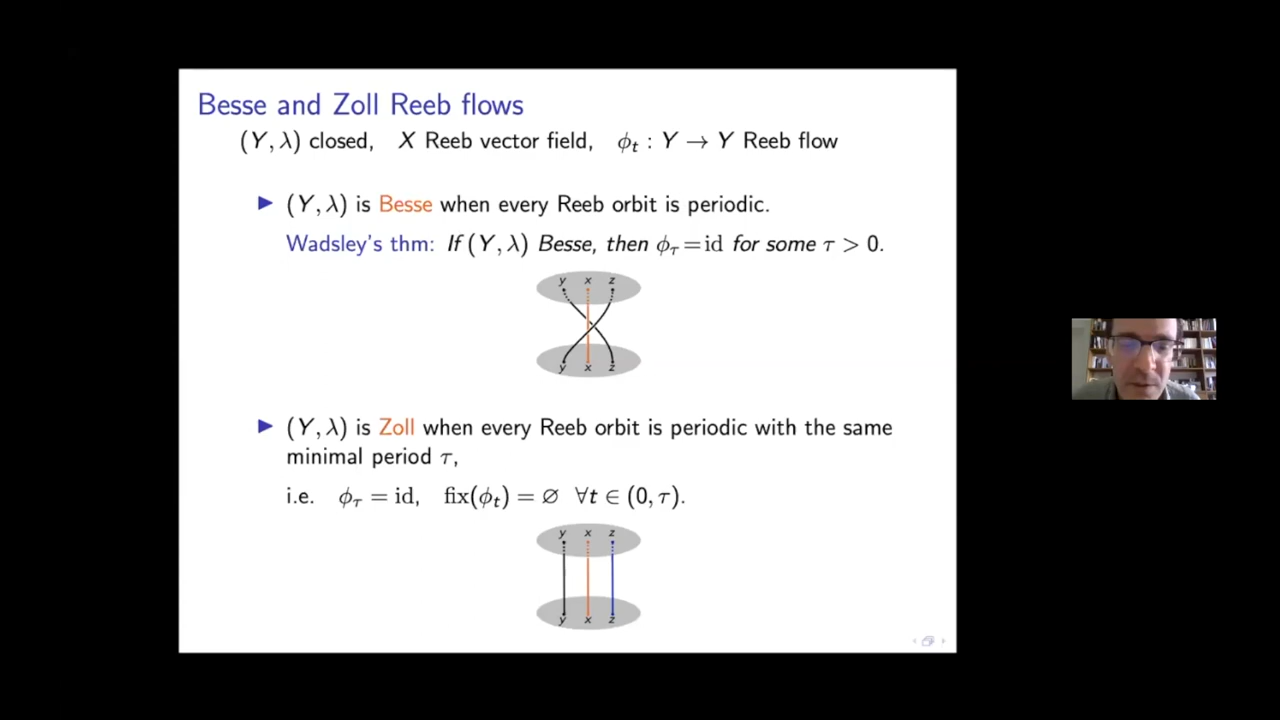 Besse and Zoll Reeb flows
(Y, λ) closed, X Reeb vector field, ϕₜ : Y → Y Reeb flow
▶ (Y, λ) is Besse when every Reeb orbit is periodic.
Wadsley's thm: If (Y, λ) Besse, then ϕ_τ = id for some τ > 0.
y x z
y x z
▶ (Y, λ) is Zoll when every Reeb orbit is periodic with the same
minimal period τ,
i.e. ϕ_τ = id, fix(ϕₜ) = ∅ ∀t ∈ (0, τ).
y x z
y x z